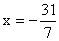 x = -31/7